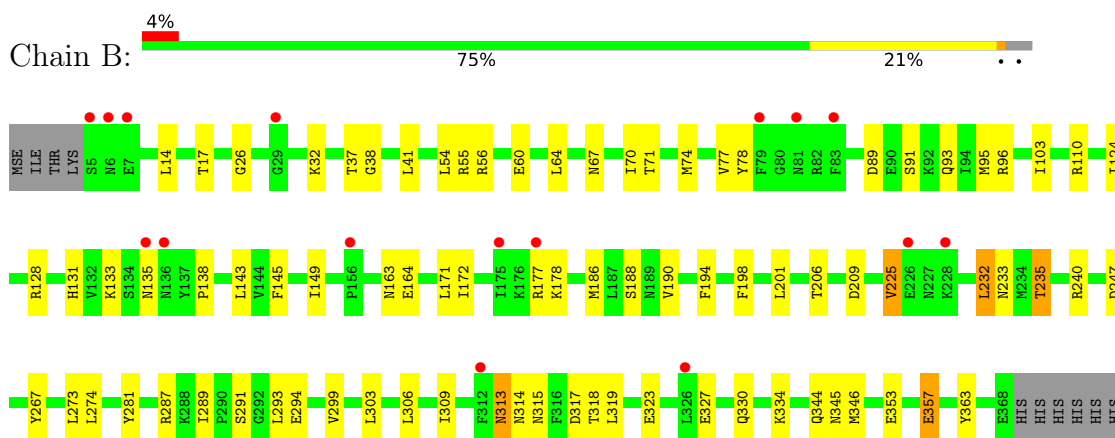 4%
Chain B:
75% 21% • •
MSE ILE THR LYS S5 N6 E7 L14 T17 G26 G29 K32 T37 G38 L41 L54 R55 R56 E60 L64 N67 I70 T71 M74 V77 Y78 F79 G80 N81 R82 F83 D89 E90 S91 K92 Q93 I94 M95 R96 I103 R110
R128 H131 V132 K133 S134 N135 N136 Y137 P138 L143 V144 F145 I149 P156 N163 E164 L171 I172 I175 K176 R177 K178 M186 L187 S188 N189 V190 F194 F198 L201 T206 D209 V225 E226 N227 K228 L232 N233 M234 T235 R240
Y267 L273 L274 Y281 R287 K288 I289 P290 S291 G292 L293 E294 V299 L303 L306 I309 F312 N313 N314 N315 F316 D317 T318 L319 E323 L326 E327 Q330 K334 Q344 N345 M346 E353 E357 Y363 E368 HIS HIS HIS HIS HIS HIS